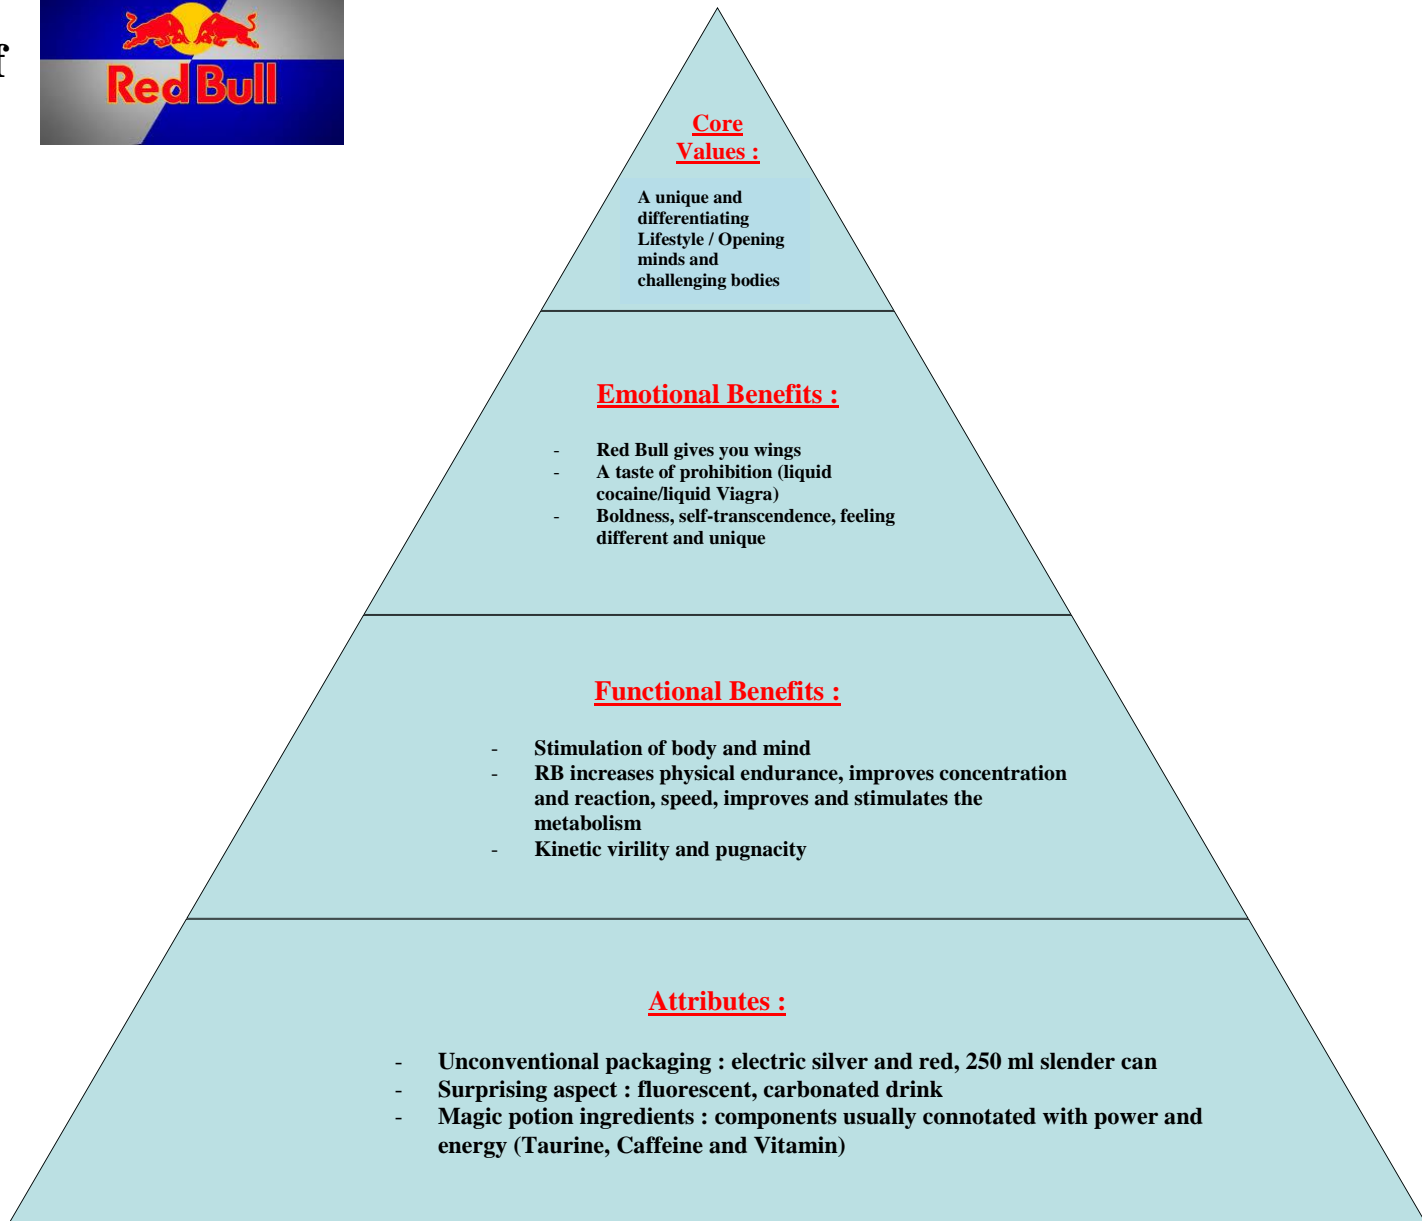 f
Red Bull
Core
Values :
A unique and
differentiating
Lifestyle / Opening
minds and
challenging bodies
Emotional Benefits :
- Red Bull gives you wings
- A taste of prohibition (liquid
cocaine/liquid Viagra)
- Boldness, self-transcendence, feeling
different and unique
Functional Benefits :
- Stimulation of body and mind
- RB increases physical endurance, improves concentration
and reaction, speed, improves and stimulates the
metabolism
- Kinetic virility and pugnacity
Attributes :
- Unconventional packaging : electric silver and red, 250 ml slender can
- Surprising aspect : fluorescent, carbonated drink
- Magic potion ingredients : components usually connotated with power and
energy (Taurine, Caffeine and Vitamin)